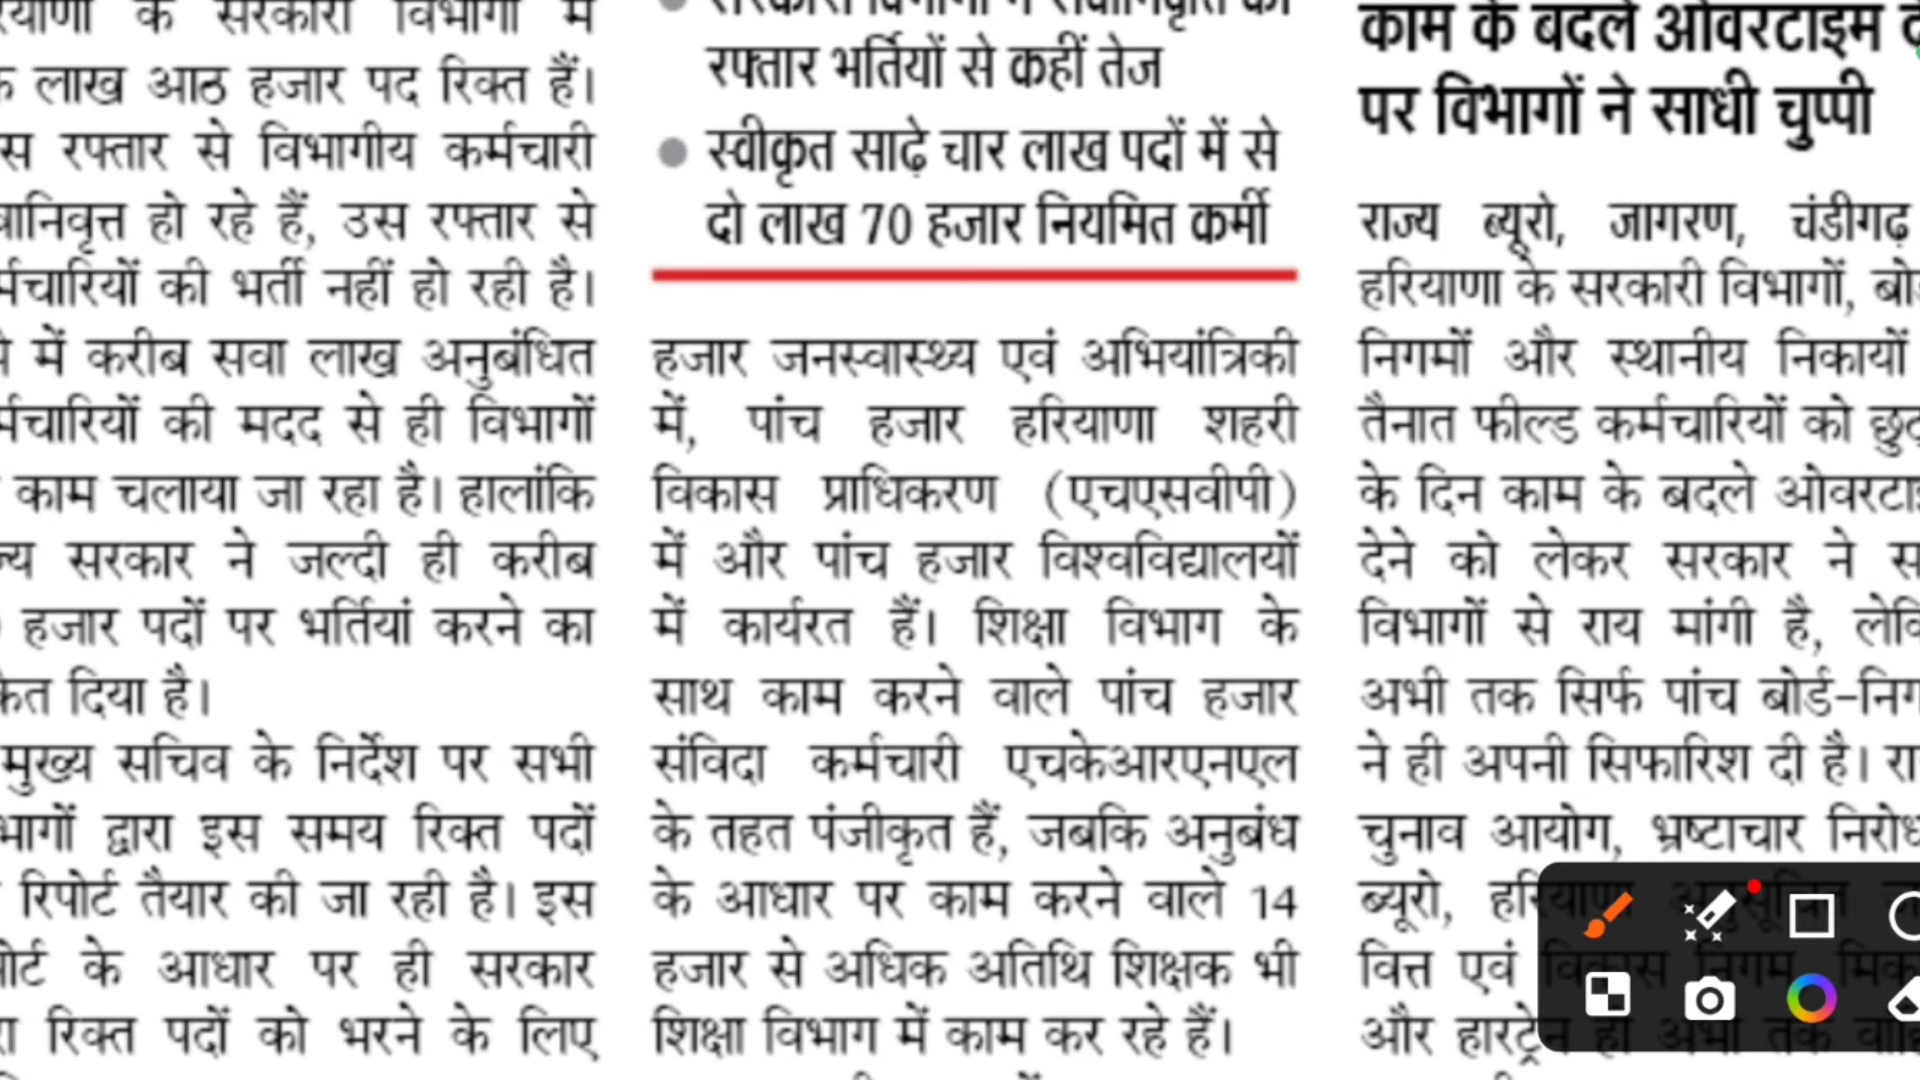 के सरकारी विभागों में
लाख आठ हजार पद रिक्त हैं।
रफ्तार से विभागीय कर्मचारी
हो रहे हैं, उस रफ्तार से
की भर्ती नहीं हो रही है।
में करीब सवा लाख अनुबंधित
की मदद से ही विभागों
काम चलाया जा रहा है। हालांकि
सरकार ने जल्दी ही करीब
हजार पदों पर भर्तियां करने का
दिया है।
मुख्य सचिव के निर्देश पर सभी
द्वारा इस समय रिक्त पदों
रिपोर्ट तैयार की जा रही है। इस
के आधार पर ही सरकार
रिक्त पदों को भरने के लिए
रफ्तार भर्तियों से कहीं तेज
स्वीकृत साढ़े चार लाख पदों में से
दो लाख 70 हजार नियमित कर्मी
हजार जनस्वास्थ्य एवं अभियांत्रिकी
में, पांच हजार हरियाणा शहरी
विकास प्राधिकरण (एचएसवीपी)
में और पांच हजार विश्वविद्यालयों
में कार्यरत हैं। शिक्षा विभाग के
साथ काम करने वाले पांच हजार
संविदा कर्मचारी एचकेआरएनएल
के तहत पंजीकृत हैं, जबकि अनुबंध
के आधार पर काम करने वाले 14
हजार से अधिक अतिथि शिक्षक भी
शिक्षा विभाग में काम कर रहे हैं।
काम के बदले ओवरटाइम
पर विभागों ने साधी चुप्पी
राज्य ब्यूरो, जागरण, चंडीगढ़
हरियाणा के सरकारी विभागों,
निगमों और स्थानीय निकायों
तैनात फील्ड कर्मचारियों को
के दिन काम के बदले
देने को लेकर सरकार ने
विभागों से राय मांगी है,
अभी तक सिर्फ पांच
ने ही अपनी सिफारिश दी है।
चुनाव आयोग, भ्रष्टाचार
ब्यूरो,
वित्त एवं विकास निगम,
और हारट्रोन ही अभी तक